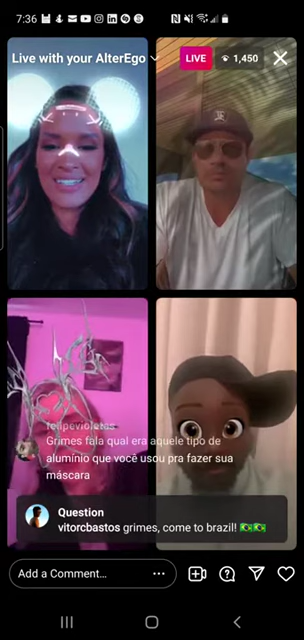 7:36
Live with your AlterEgo
LIVE
1,450
felipevioletas
Grimes fala qual era aquele tipo de
alumínio que você usou pra fazer sua
máscara
Question
vitorcbastos grimes, come to brazil! 🇧🇷🇧🇷
Add a Comment...